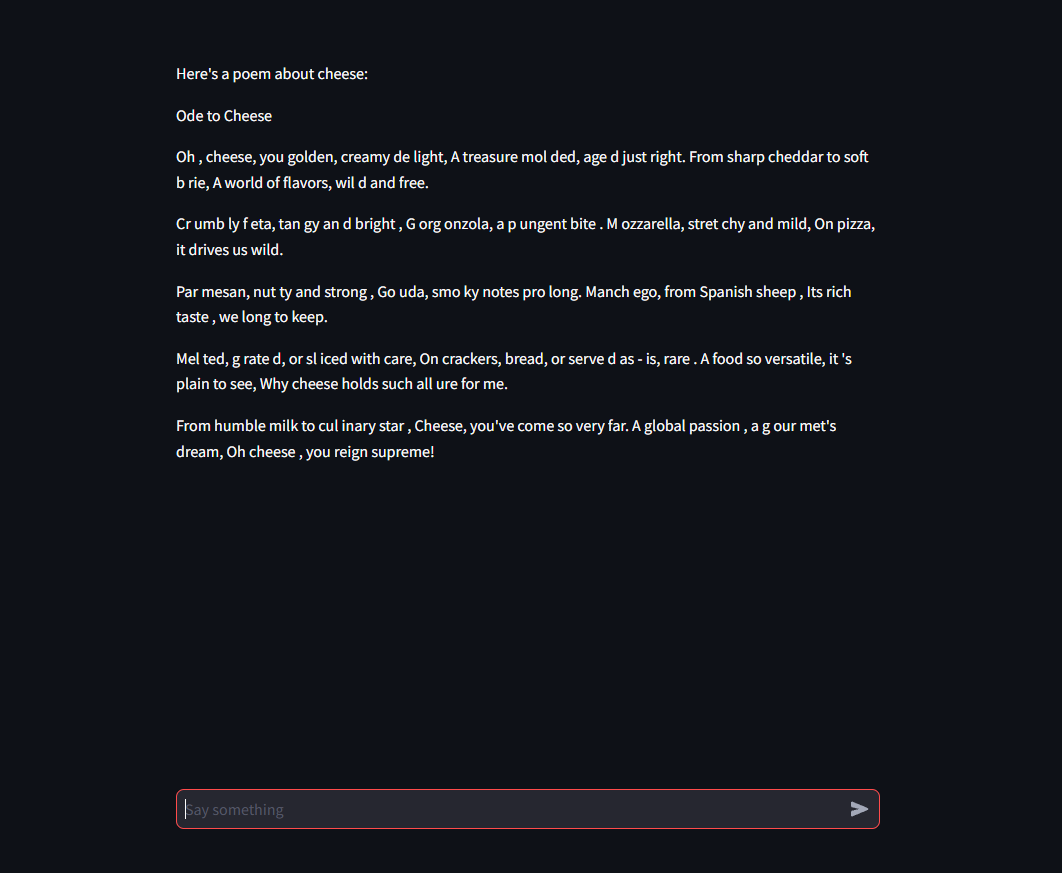 Here's a poem about cheese:
Ode to Cheese
Oh , cheese, you golden, creamy de light, A treasure mol ded, age d just right. From sharp cheddar to soft
b rie, A world of flavors, wil d and free.
Cr umb ly f eta, tan gy an d bright , G org onzola, a p ungent bite . M ozzarella, stret chy and mild, On pizza,
it drives us wild.
Par mesan, nut ty and strong , Go uda, smo ky notes pro long. Manch ego, from Spanish sheep , Its rich
taste , we long to keep.
Mel ted, g rate d, or sl iced with care, On crackers, bread, or serve d as - is, rare . A food so versatile, it 's
plain to see, Why cheese holds such all ure for me.
From humble milk to cul inary star , Cheese, you've come so very far. A global passion , a g our met's
dream, Oh cheese , you reign supreme!
Say something